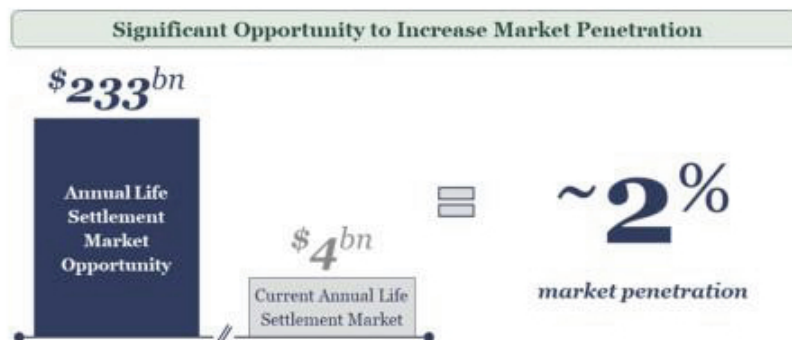 Significant Opportunity to Increase Market Penetration
$233bn
Annual Life
Settlement
Market
Opportunity
$4bn
Current Annual Life
Settlement Market
=
~2%
market penetration